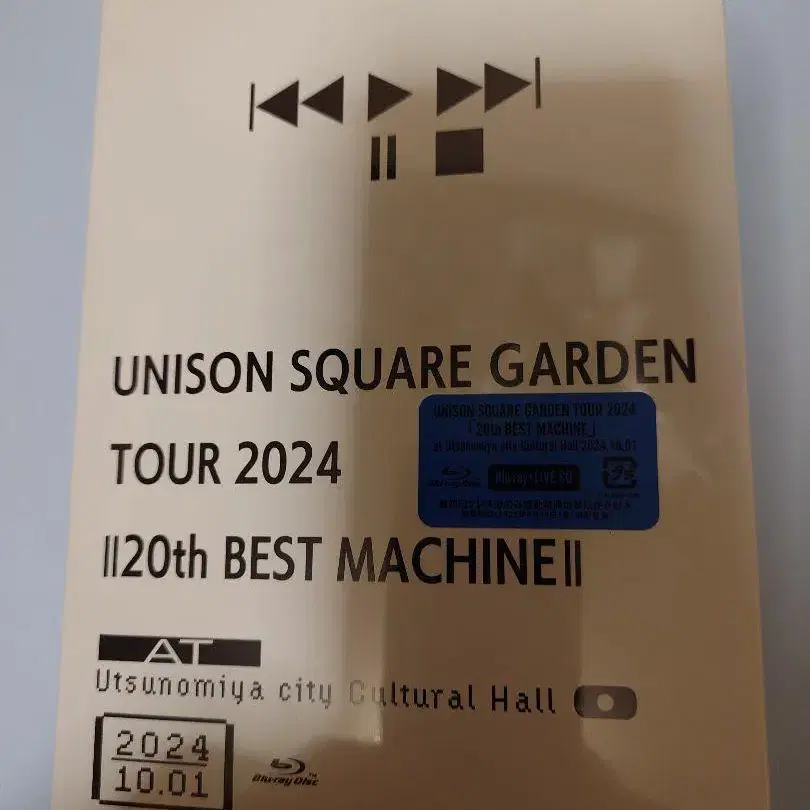 UNISON SQUARE GARDEN
TOUR 2024
UNISON SQUARE GARDEN TOUR 2024
「20th BEST MACHINE」
at Utsunomiya city Cultural Hall 2024.10.01
Blu-ray+LIVE CD
||20th BEST MACHINE||
AT
Utsunomiya city Cultural Hall
2024
10.01
Blu-ray Disc™